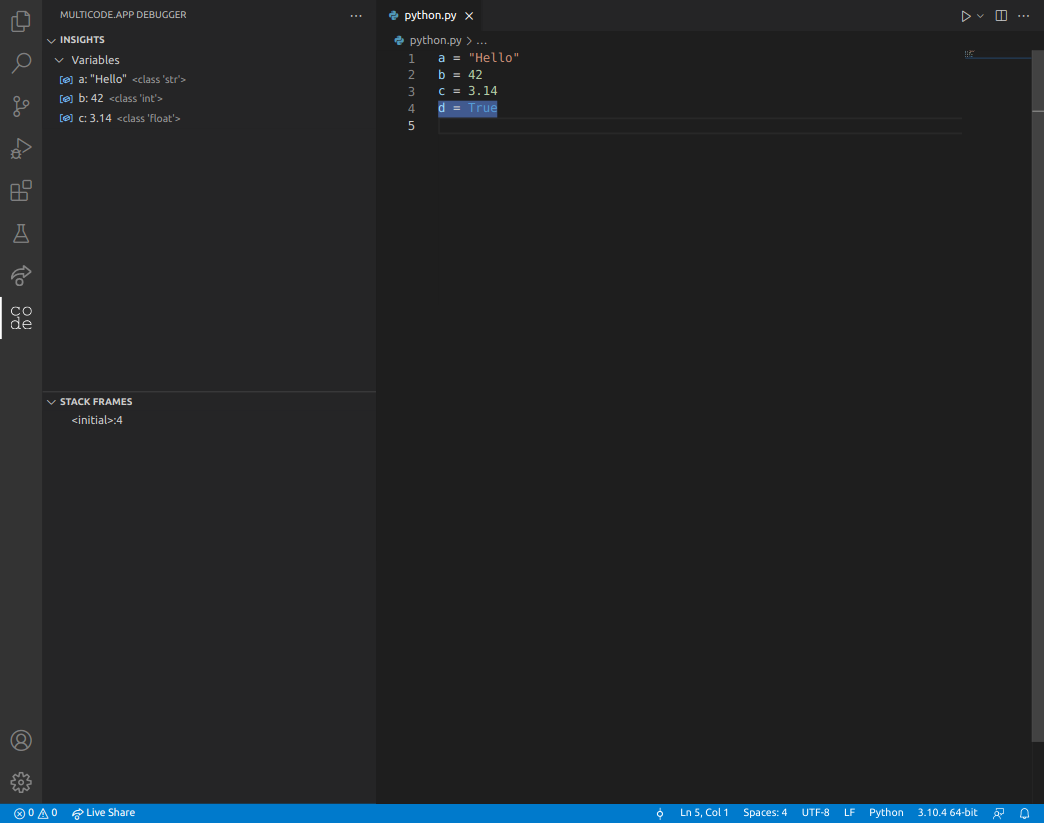 MULTICODE.APP DEBUGGER
INSIGHTS
Variables
a: "Hello" <class 'str'>
b: 42 <class 'int'>
c: 3.14 <class 'float'>
STACK FRAMES
<initial>:4
python.py
python.py > ...
1 a = "Hello"
2 b = 42
3 c = 3.14
4 d = True
5
co
de
0 0 Live Share Ln 5, Col 1 Spaces: 4 UTF-8 LF Python 3.10.4 64-bit